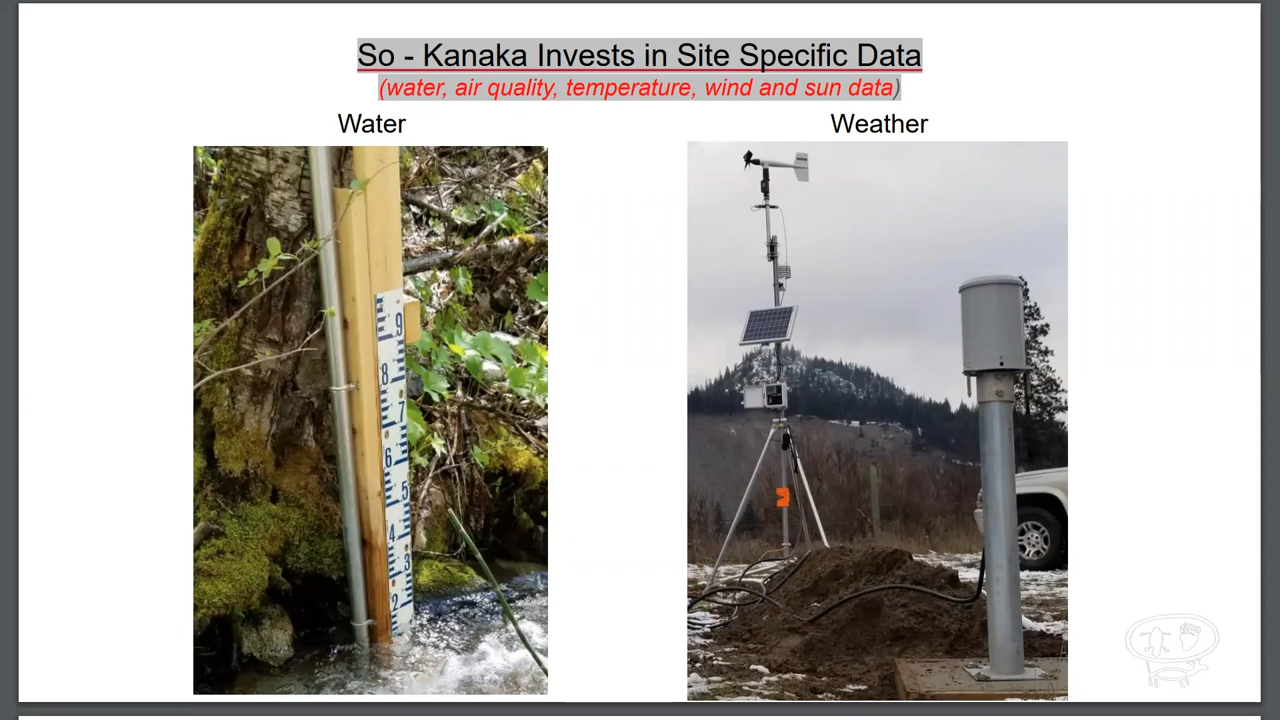 So - Kanaka Invests in Site Specific Data
(water, air quality, temperature, wind and sun data)
Water
Weather
9
8
7
6
5
4
3
2